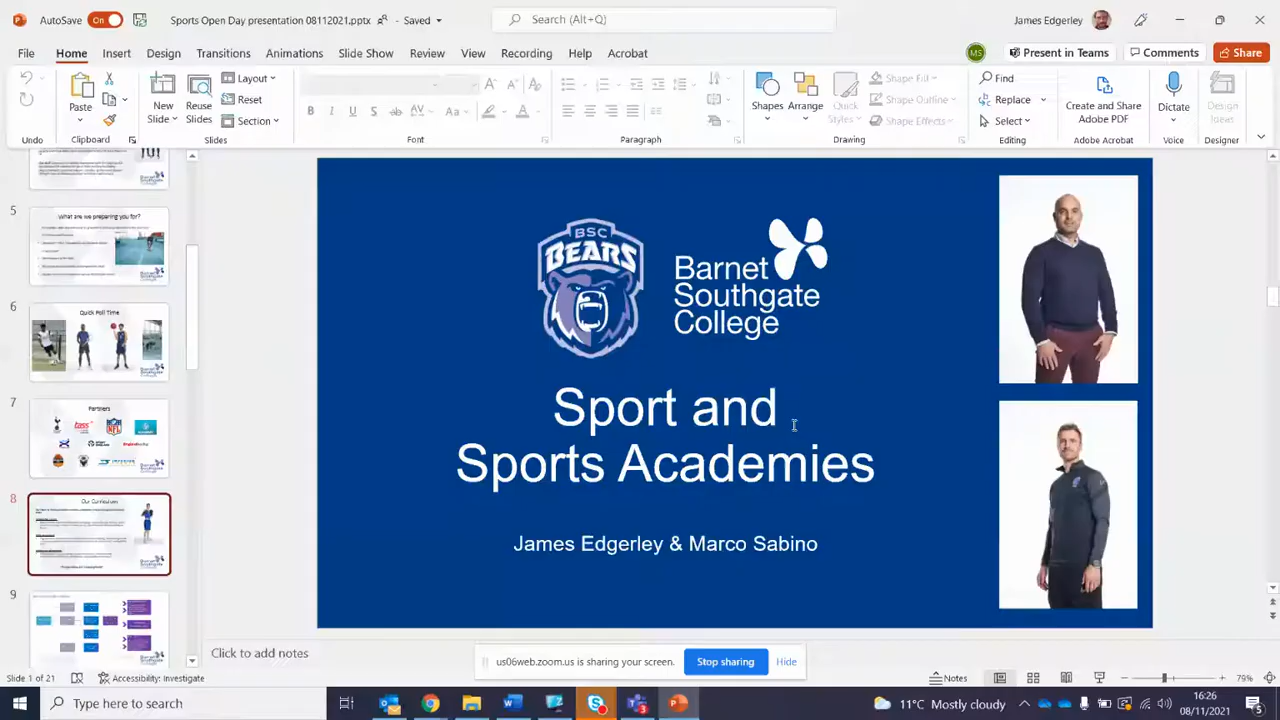 AutoSave On Sports Open Day presentation 08112021.pptx Saved Search (Alt+Q) James Edgerley
File Home Insert Design Transitions Animations Slide Show Review View Recording Help Acrobat MS Present in Teams Comments Share
Paste New Slide Reuse Slides Layout Reset Section
Aa
Shapes Arrange Quick Styles Shape Fill Shape Outline Shape Effects
Find Replace Select
Create and Share Adobe PDF
Dictate
Design Ideas
Undo Clipboard Slides Font Paragraph Drawing Editing Adobe Acrobat Voice Designer
5
What are we preparing you for?
6
Quick Poll Time
7
Partners
8
Our Curriculum
9
BSC
BEARS
Barnet
Southgate
College
Sport and
Sports Academies
James Edgerley & Marco Sabino
Click to add notes
us06web.zoom.us is sharing your screen. Stop sharing Hide
Slide 1 of 21 Accessibility: Investigate Notes 79%
Type here to search 11°C Mostly cloudy 16:26
08/11/2021 5